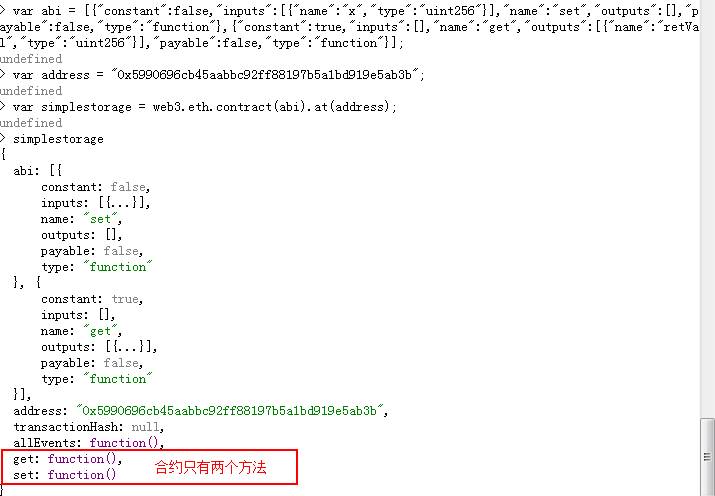 > var abi = [{"constant":false,"inputs":[{"name":"x","type":"uint256"}],"name":"set","outputs":[],"p
ayable":false,"type":"function"},{"constant":true,"inputs":[],"name":"get","outputs":[{"name":"retVa
l","type":"uint256"}],"payable":false,"type":"function"}];
undefined
> var address = "0x5990696cb45aabbc92ff88197b5a1bd919e5ab3b";
undefined
> var simplestorage = web3.eth.contract(abi).at(address);
undefined
> simplestorage
{
abi: [{
constant: false,
inputs: [{...}],
name: "set",
outputs: [],
payable: false,
type: "function"
}, {
constant: true,
inputs: [],
name: "get",
outputs: [{...}],
payable: false,
type: "function"
}],
address: "0x5990696cb45aabbc92ff88197b5a1bd919e5ab3b",
transactionHash: null,
allEvents: function(),
get: function(), 合约只有两个方法
set: function()
}